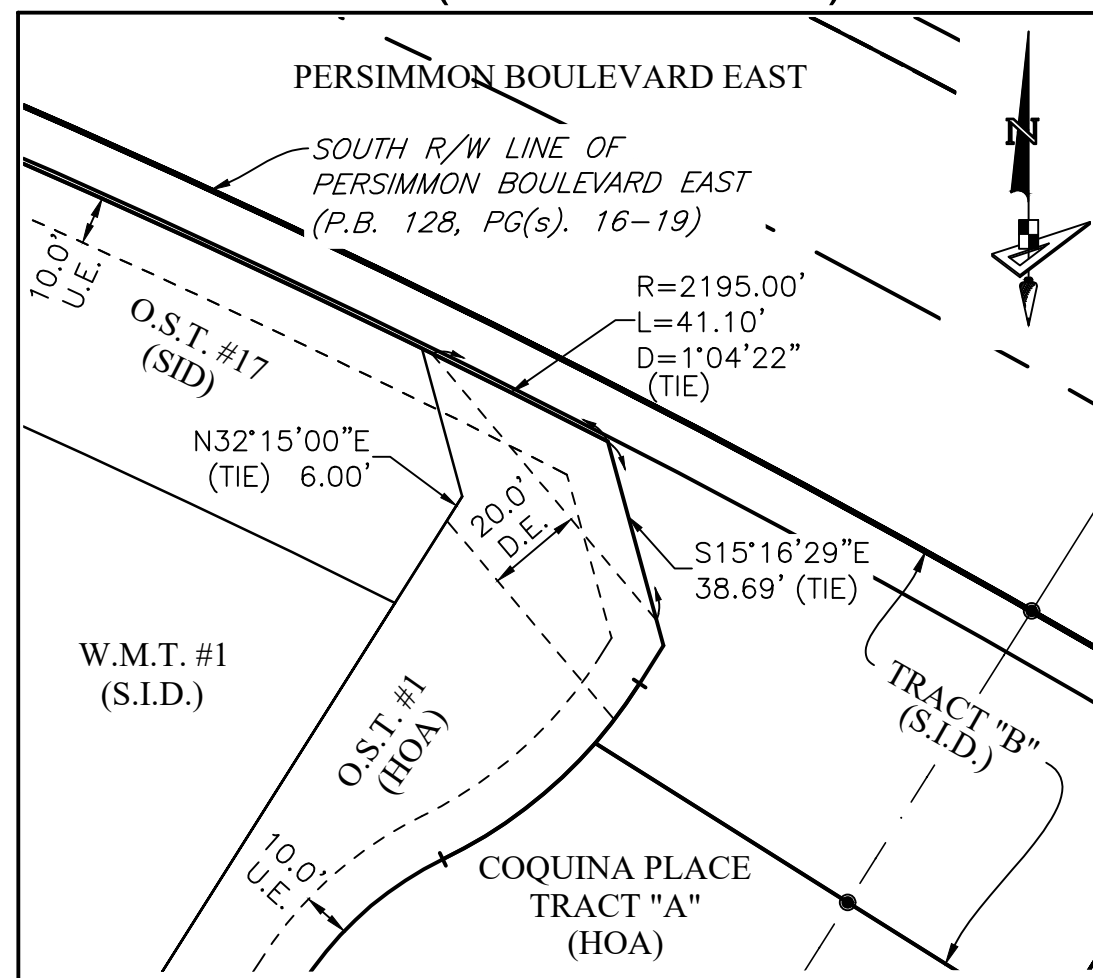 PERSIMMON BOULEVARD EAST
SOUTH R/W LINE OF
PERSIMMON BOULEVARD EAST
(P.B. 128, PG(s). 16-19)
N
10.0'
U.E.
O.S.T. #17
(SID)
R=2195.00'
L=41.10'
D=1°04'22"
(TIE)
N32°15'00"E
(TIE) 6.00'
20.0'
D.E.
S15°16'29"E
38.69' (TIE)
W.M.T. #1
(S.I.D.)
O.S.T. #1
(HOA)
TRACT "B"
(S.I.D.)
10.0'
U.E.
COQUINA PLACE
TRACT "A"
(HOA)